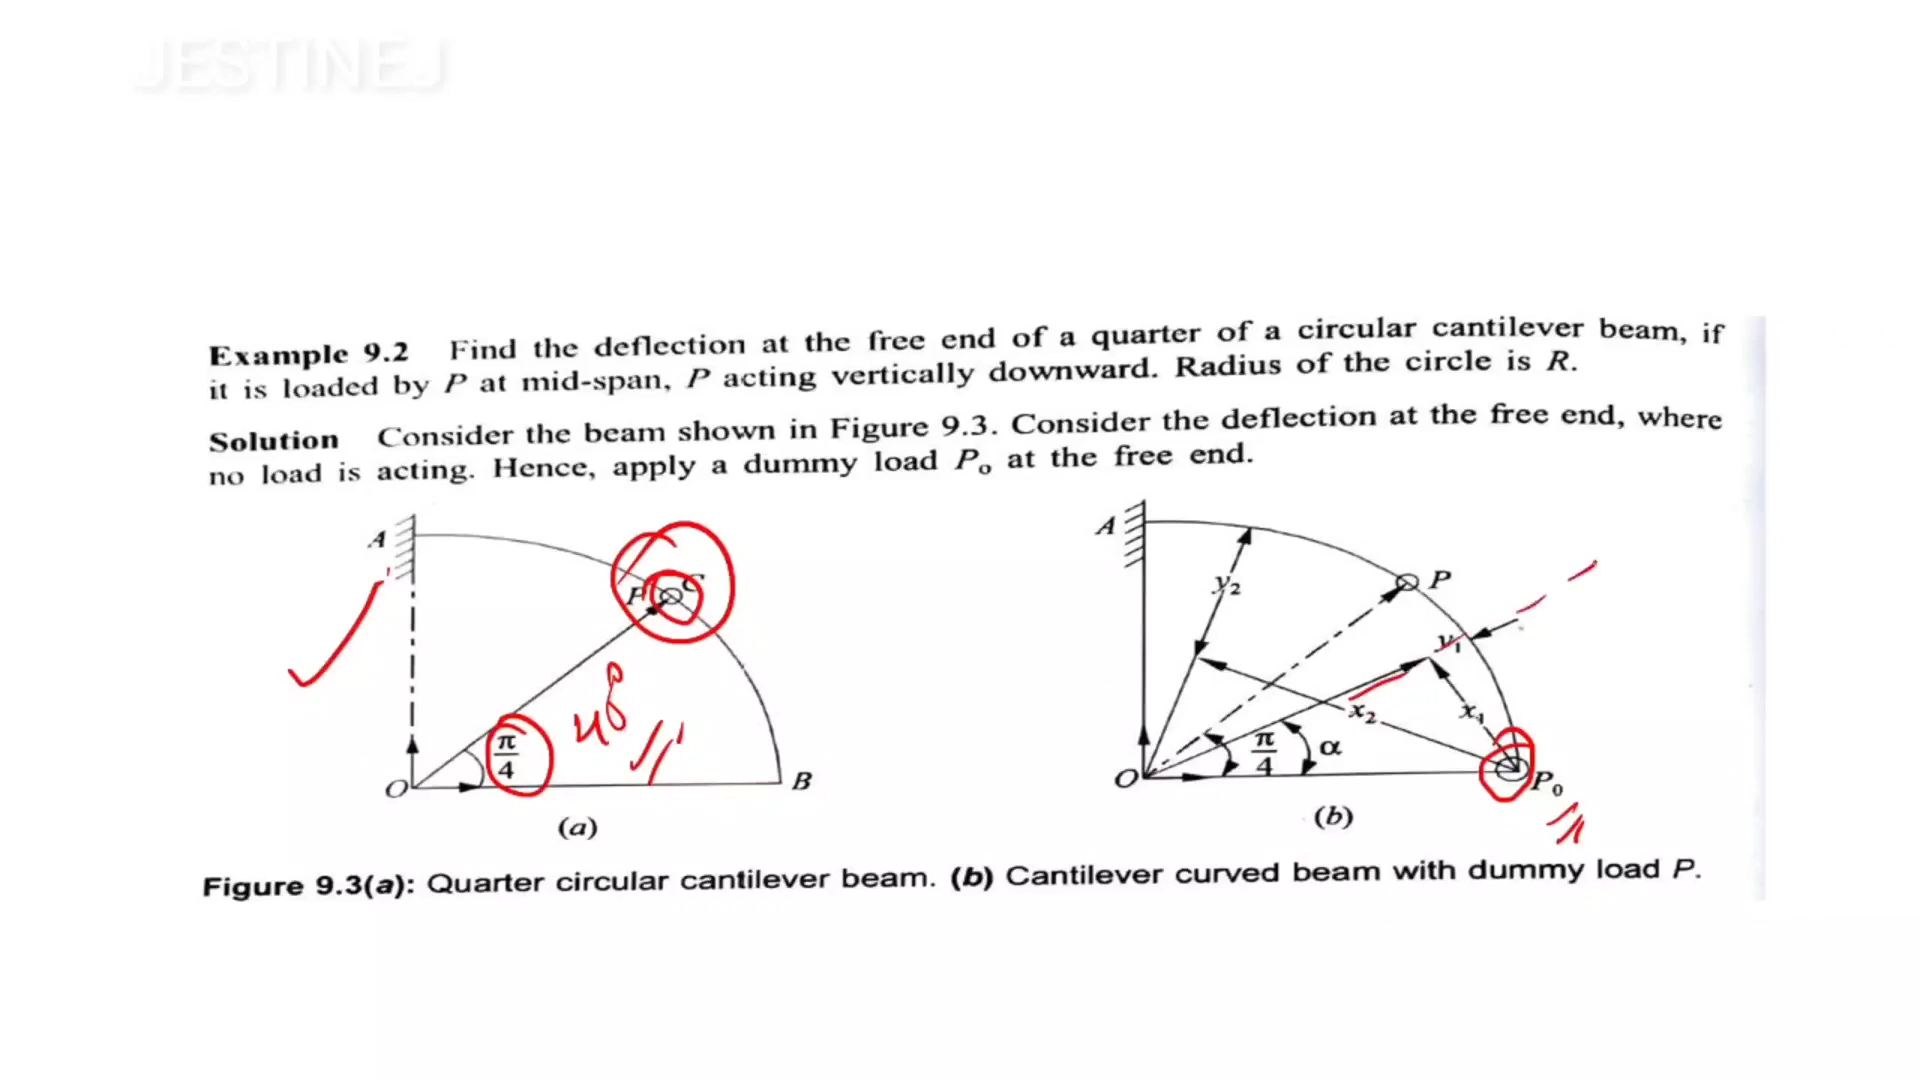 JESTINEJ
Example 9.2 Find the deflection at the free end of a quarter of a circular cantilever beam, if
it is loaded by P at mid-span, P acting vertically downward. Radius of the circle is R.
Solution Consider the beam shown in Figure 9.3. Consider the deflection at the free end, where
no load is acting. Hence, apply a dummy load P₀ at the free end.
A
P
C
π
4
O
B
(a)
A
y₂
P
y₁
x₂
x₁
π
4
α
O
P₀
(b)
Figure 9.3(a): Quarter circular cantilever beam. (b) Cantilever curved beam with dummy load P.